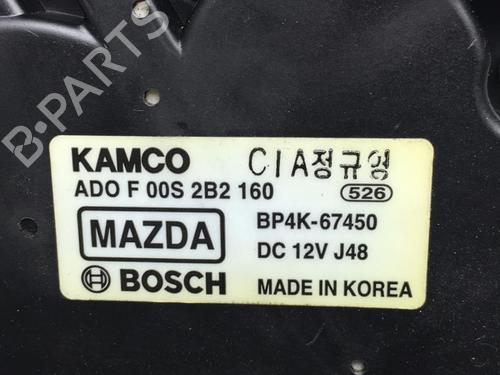 B-PARTS
KAMCO CIA정규영
ADO F 00S 2B2 160 526
MAZDA BP4K-67450
DC 12V J48
BOSCH MADE IN KOREA